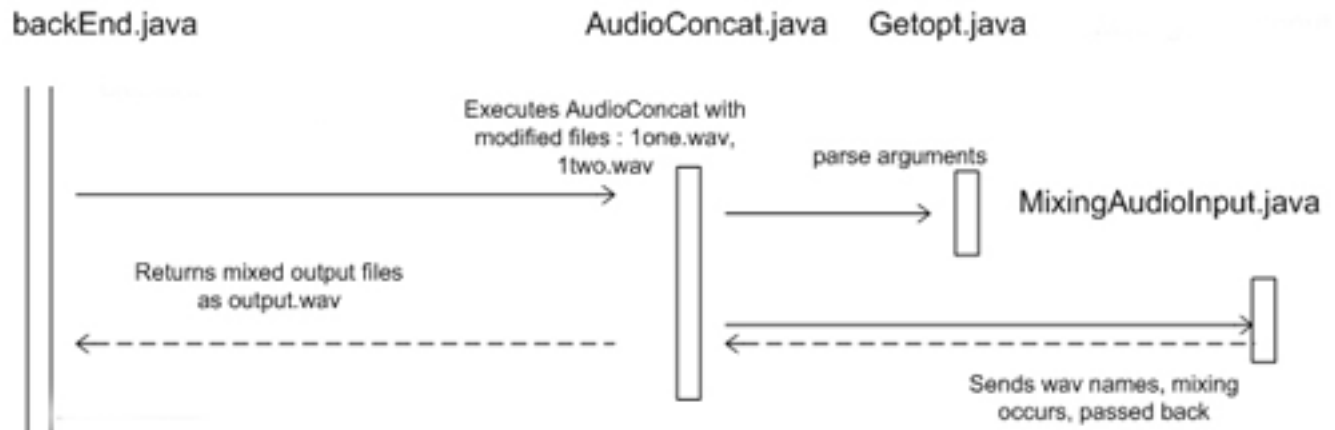 backEnd.java
AudioConcat.java
Getopt.java
Executes AudioConcat with
modified files : 1one.wav,
1two.wav
parse arguments
MixingAudioInput.java
Returns mixed output files
as output.wav
Sends wav names, mixing
occurs, passed back